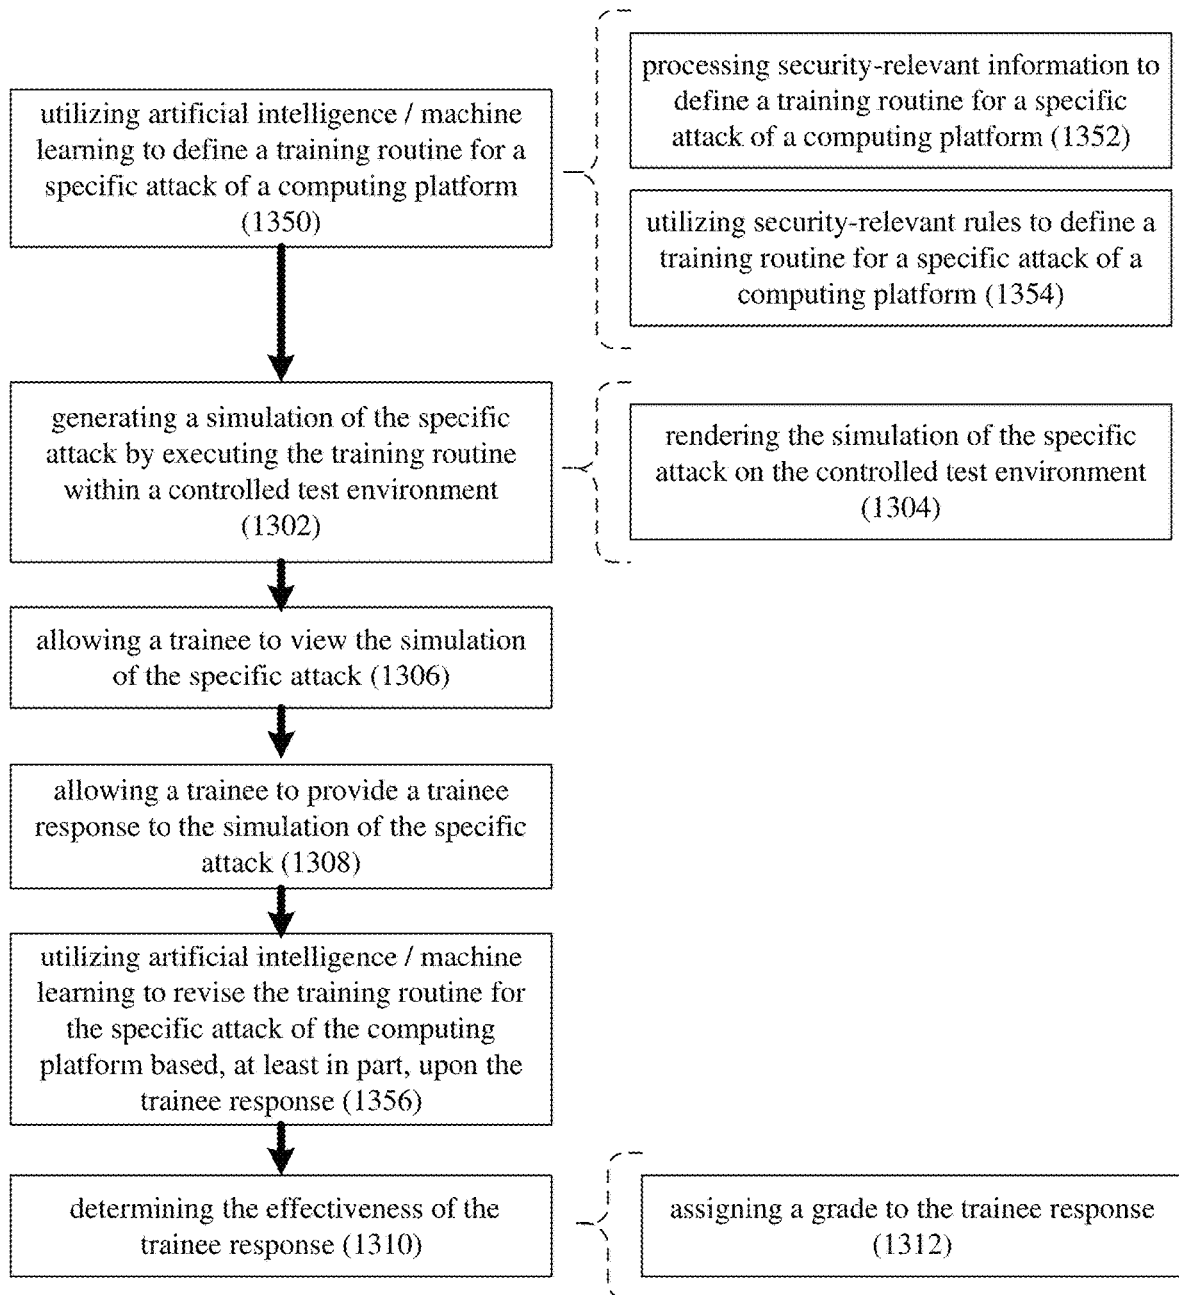 utilizing artificial intelligence / machine
learning to define a training routine for a
specific attack of a computing platform
(1350)
processing security-relevant information to
define a training routine for a specific
attack of a computing platform (1352)
utilizing security-relevant rules to define a
training routine for a specific attack of a
computing platform (1354)
generating a simulation of the specific
attack by executing the training routine
within a controlled test environment
(1302)
rendering the simulation of the specific
attack on the controlled test environment
(1304)
allowing a trainee to view the simulation
of the specific attack (1306)
allowing a trainee to provide a trainee
response to the simulation of the specific
attack (1308)
utilizing artificial intelligence / machine
learning to revise the training routine for
the specific attack of the computing
platform based, at least in part, upon the
trainee response (1356)
determining the effectiveness of the
trainee response (1310)
assigning a grade to the trainee response
(1312)